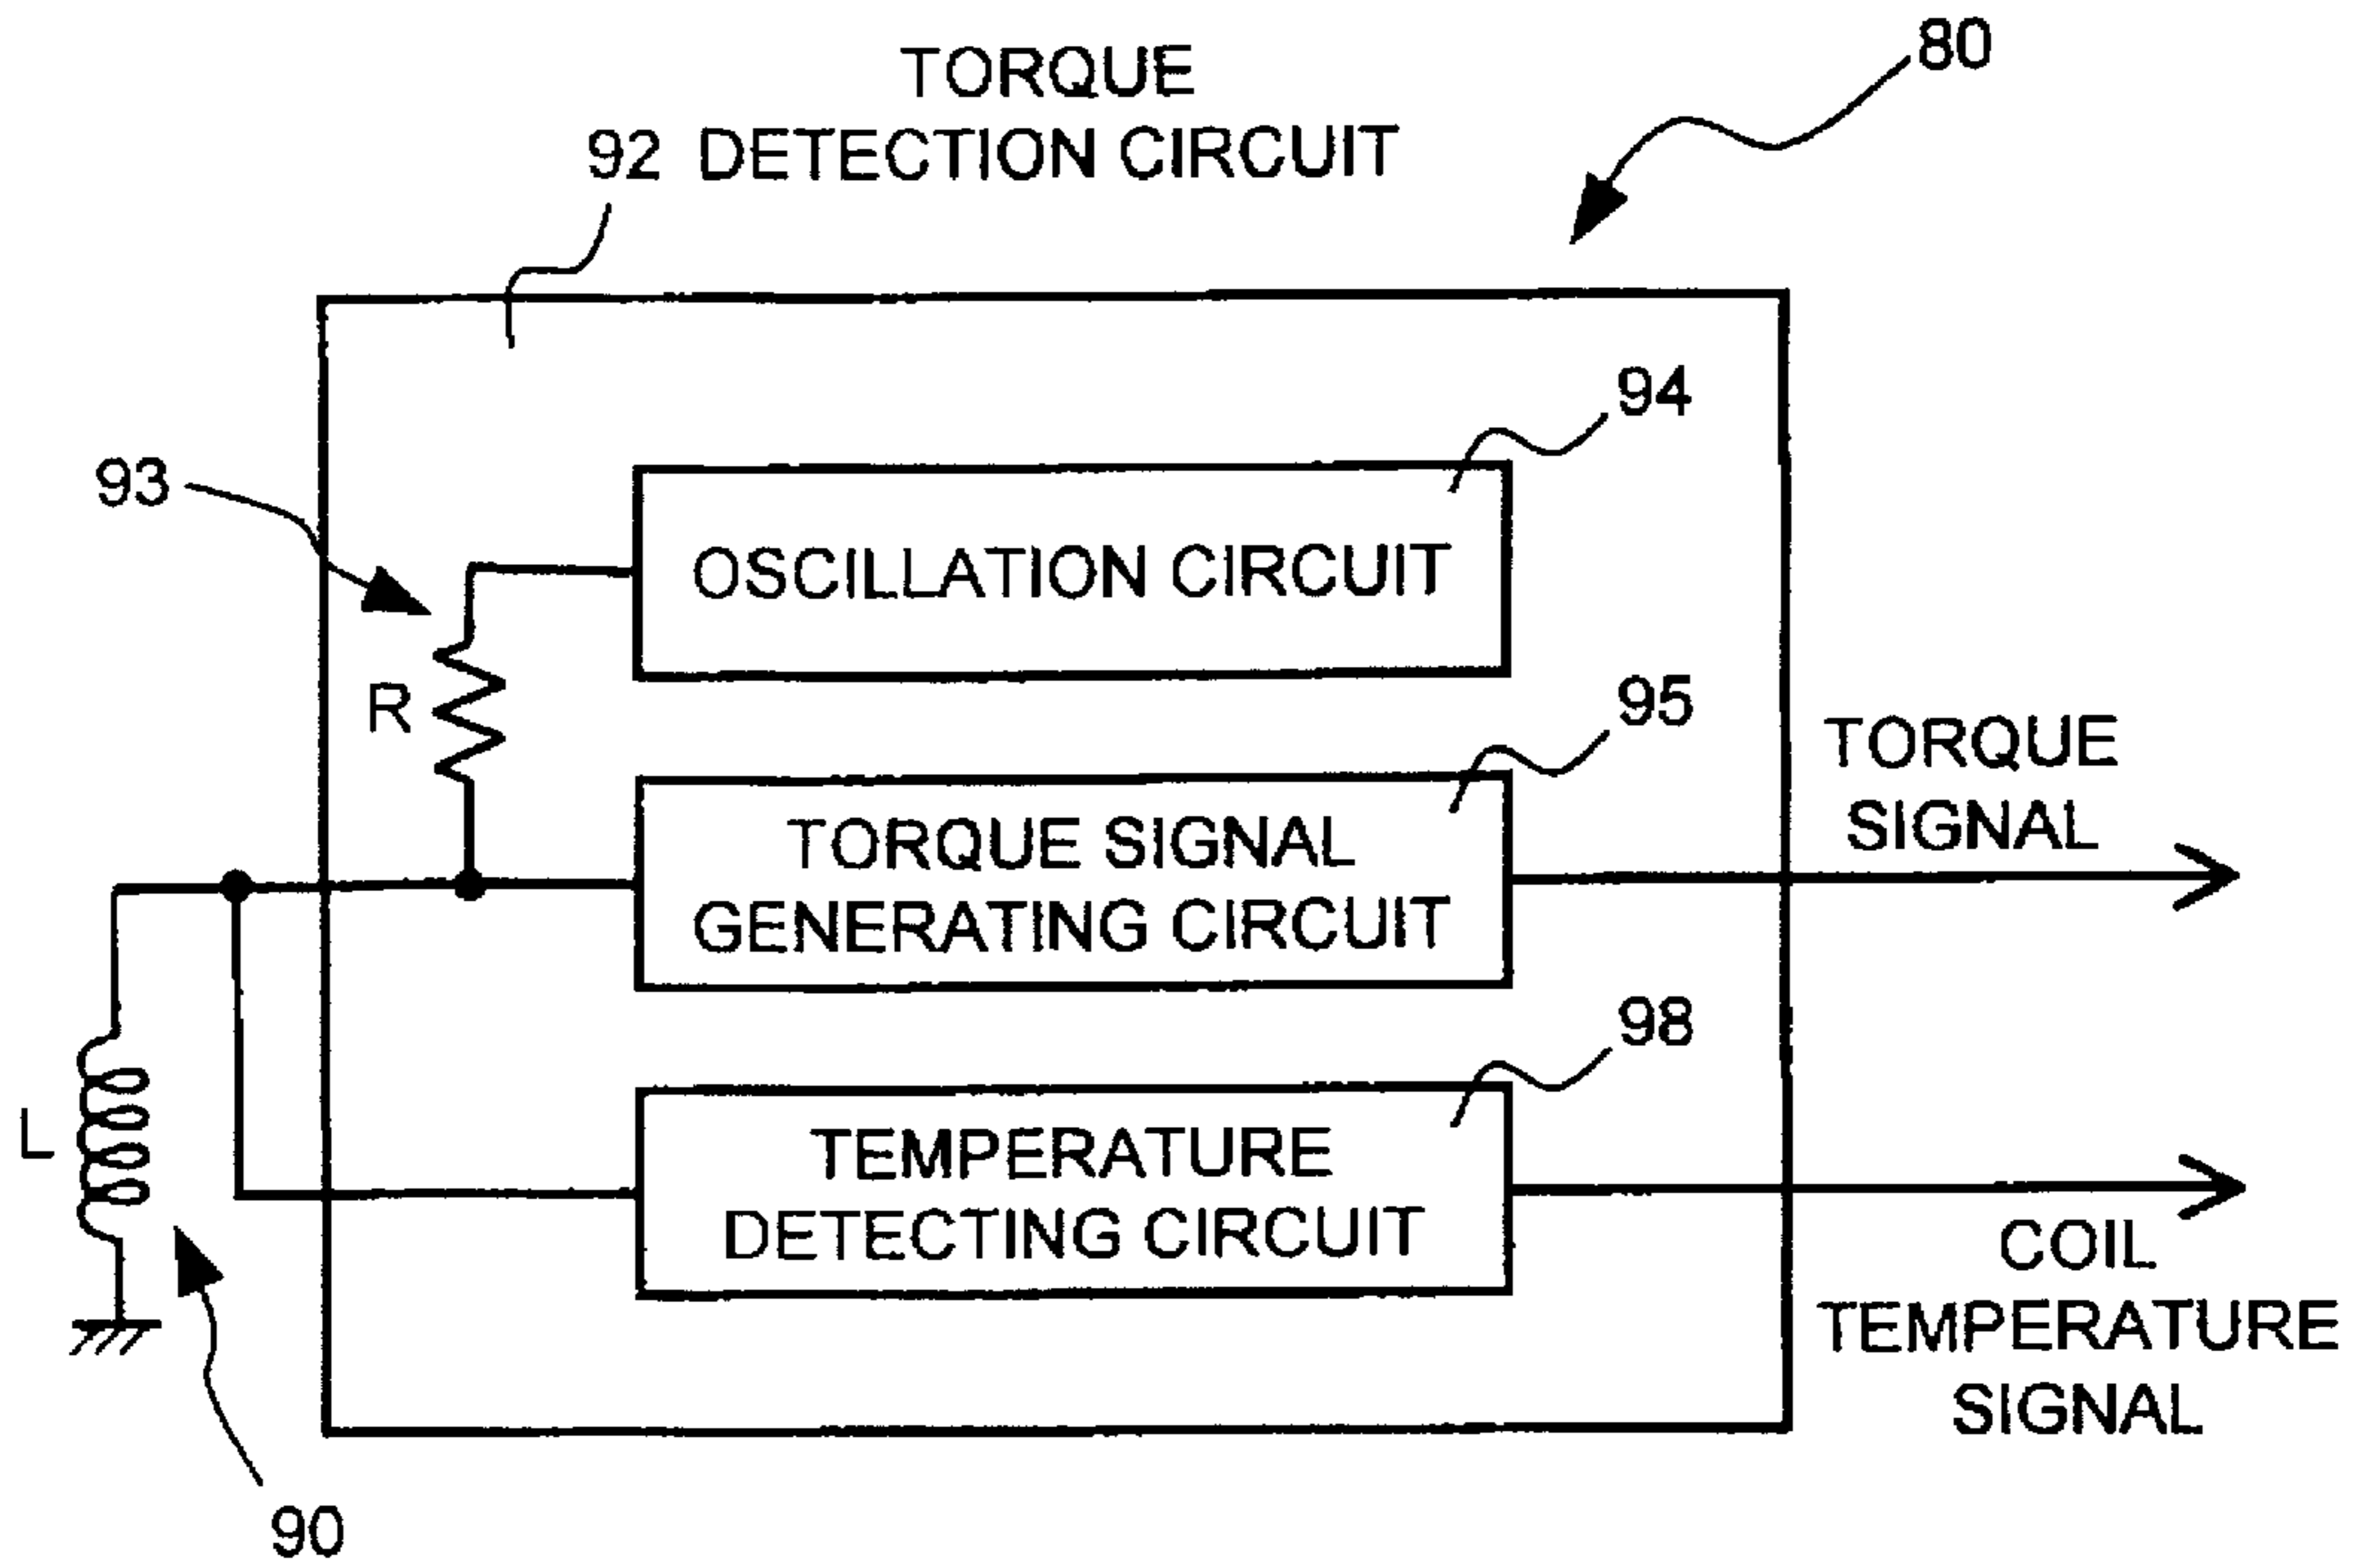 80
TORQUE
92 DETECTION CIRCUIT
94
93
OSCILLATION CIRCUIT
R
95
TORQUE
SIGNAL
TORQUE SIGNAL
GENERATING CIRCUIT
98
L
TEMPERATURE
DETECTING CIRCUIT
COIL
TEMPERATURE
SIGNAL
90